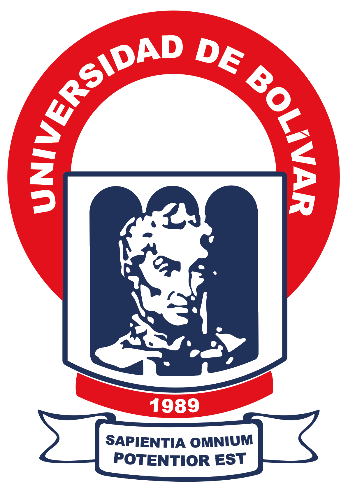 UNIVERSIDAD DE BOLÍVAR
1989
SAPIENTIA OMNIUM
POTENTIOR EST